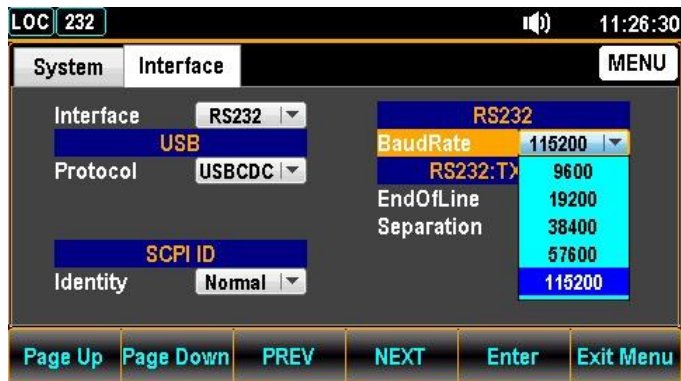 LOC 232 11:26:30
System Interface MENU
Interface RS232
USB
Protocol USBCDC
SCPI ID
Identity Normal
RS232
BaudRate 115200
RS232:TX
EndOfLine
Separation
9600
19200
38400
57600
115200
Page Up Page Down PREV NEXT Enter Exit Menu